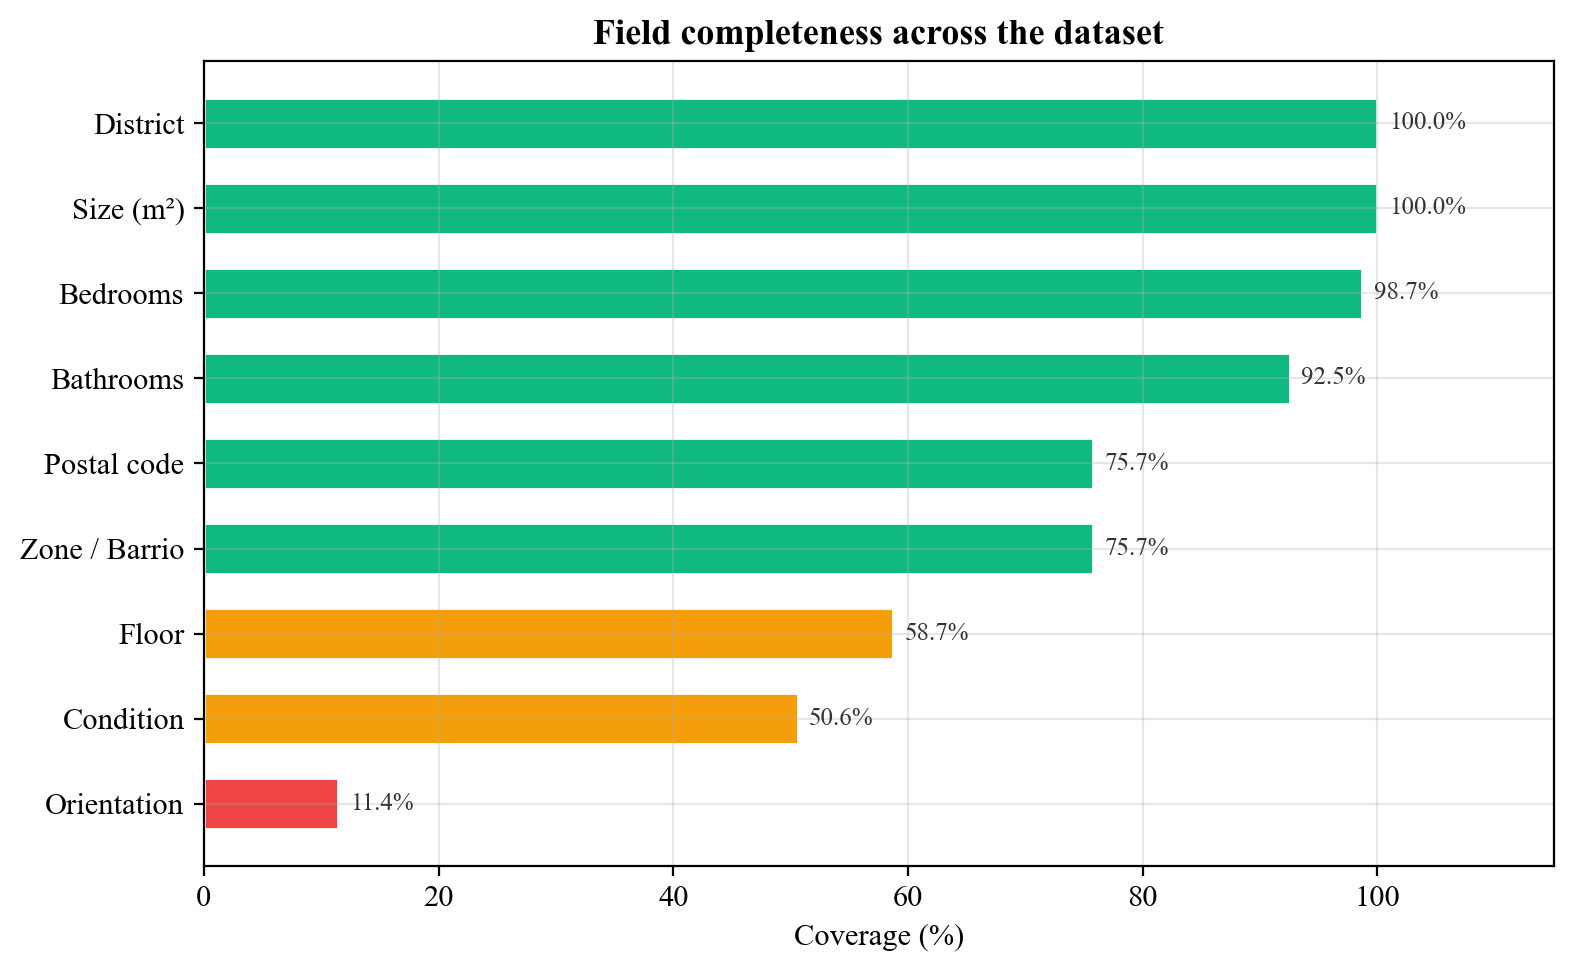 Field completeness across the dataset
District
100.0%
Size (m²)
100.0%
Bedrooms
98.7%
Bathrooms
92.5%
Postal code
75.7%
Zone / Barrio
75.7%
Floor
58.7%
Condition
50.6%
Orientation
11.4%
0 20 40 60 80 100
Coverage (%)